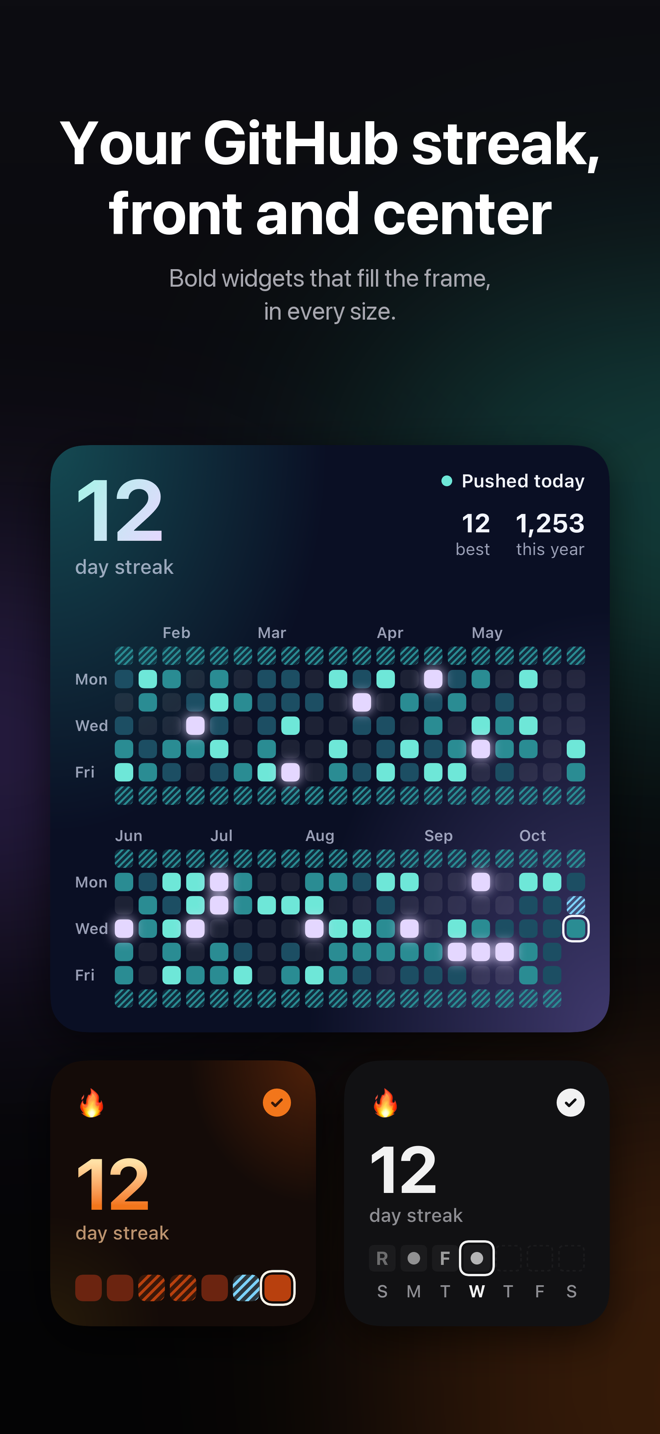 Your GitHub streak,
front and center
Bold widgets that fill the frame,
in every size.
12
day streak
Pushed today
12 1,253
best this year
Feb Mar Apr May
Mon
Wed
Fri
Jun Jul Aug Sep Oct
Mon
Wed
Fri
12
day streak
12
day streak
R F
S M T W T F S